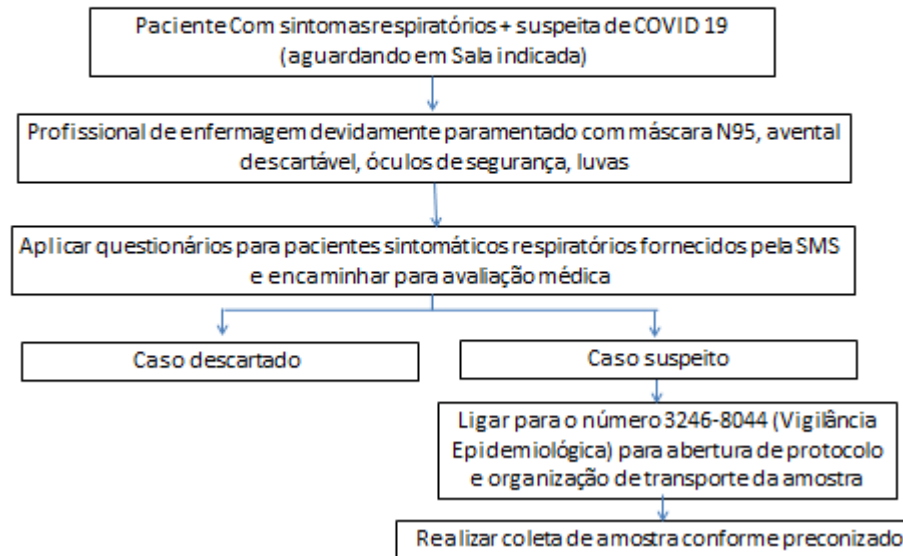 Paciente Com sintomas respiratórios + suspeita de COVID 19
(aguardando em Sala indicada)
Profissional de enfermagem devidamente paramentado com máscara N95, avental
descartável, óculos de segurança, luvas
Aplicar questionários para pacientes sintomáticos respiratórios fornecidos pela SMS
e encaminhar para avaliação médica
Caso descartado
Caso suspeito
Ligar para o número 3246-8044 (Vigilância
Epidemiológica) para abertura de protocolo
e organização de transporte da amostra
Realizar coleta de amostra conforme preconizado